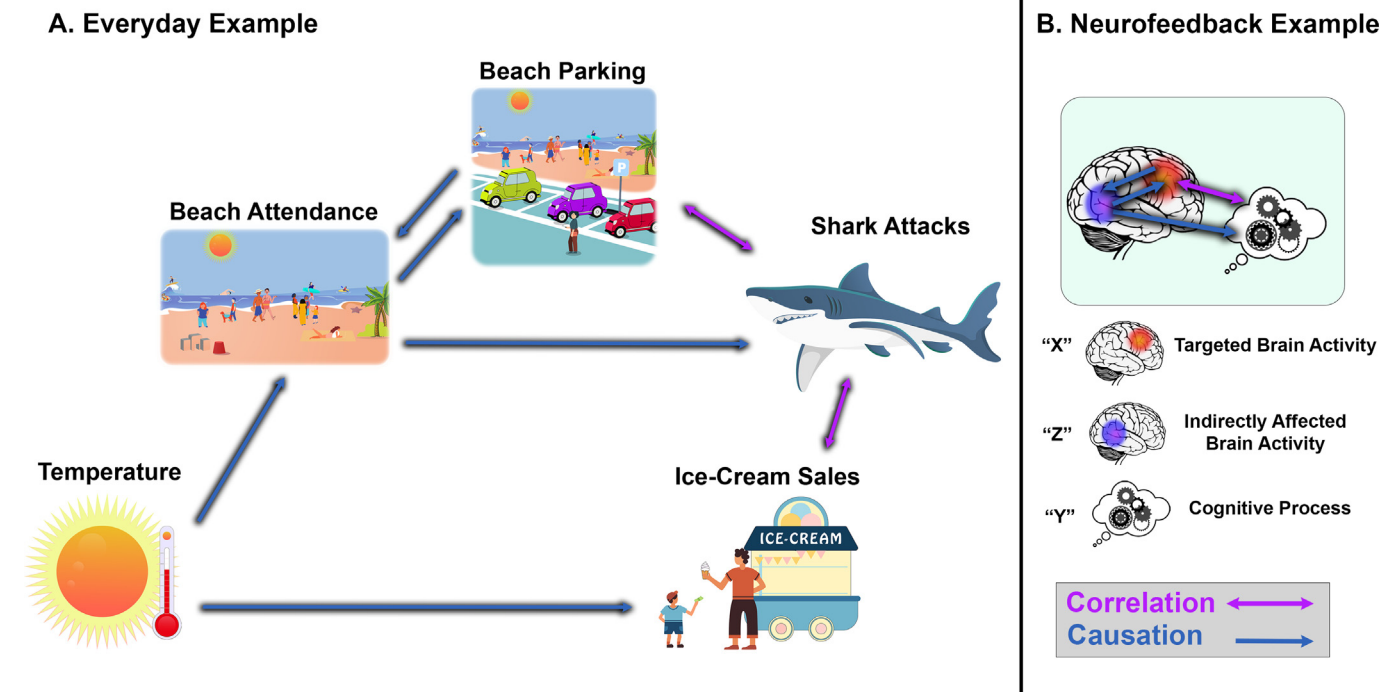 A. Everyday Example
B. Neurofeedback Example
Beach Parking
P
Beach Attendance
Shark Attacks
Temperature
Ice-Cream Sales
ICE-CREAM
“X”
Targeted Brain Activity
“Z”
Indirectly Affected
Brain Activity
“Y”
Cognitive Process
Correlation
Causation